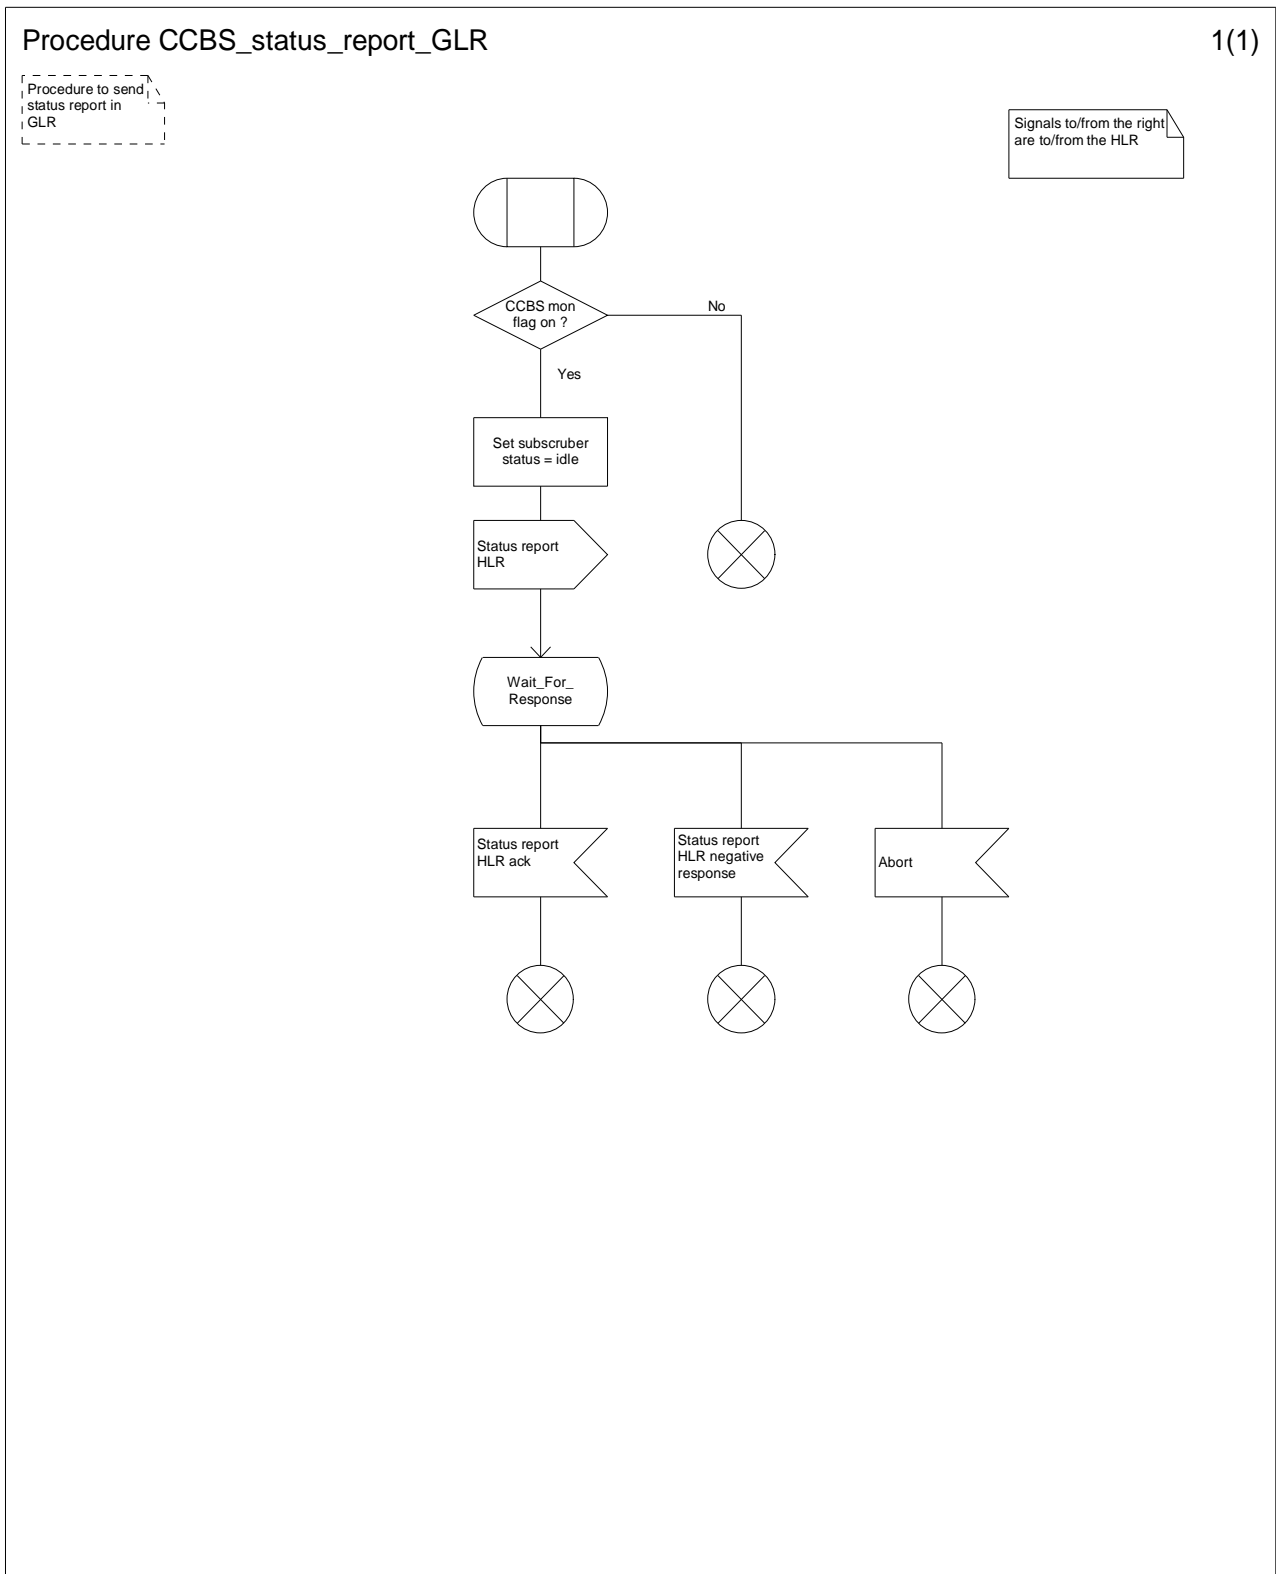 Procedure CCBS_status_report_GLR
1(1)
Procedure to send
status report in
GLR
Signals to/from the right
are to/from the HLR
CCBS mon
flag on ?
No
Yes
Set subscruber
status = idle
Status report
HLR
Wait_For_
Response
Status report
HLR ack
Status report
HLR negative
response
Abort